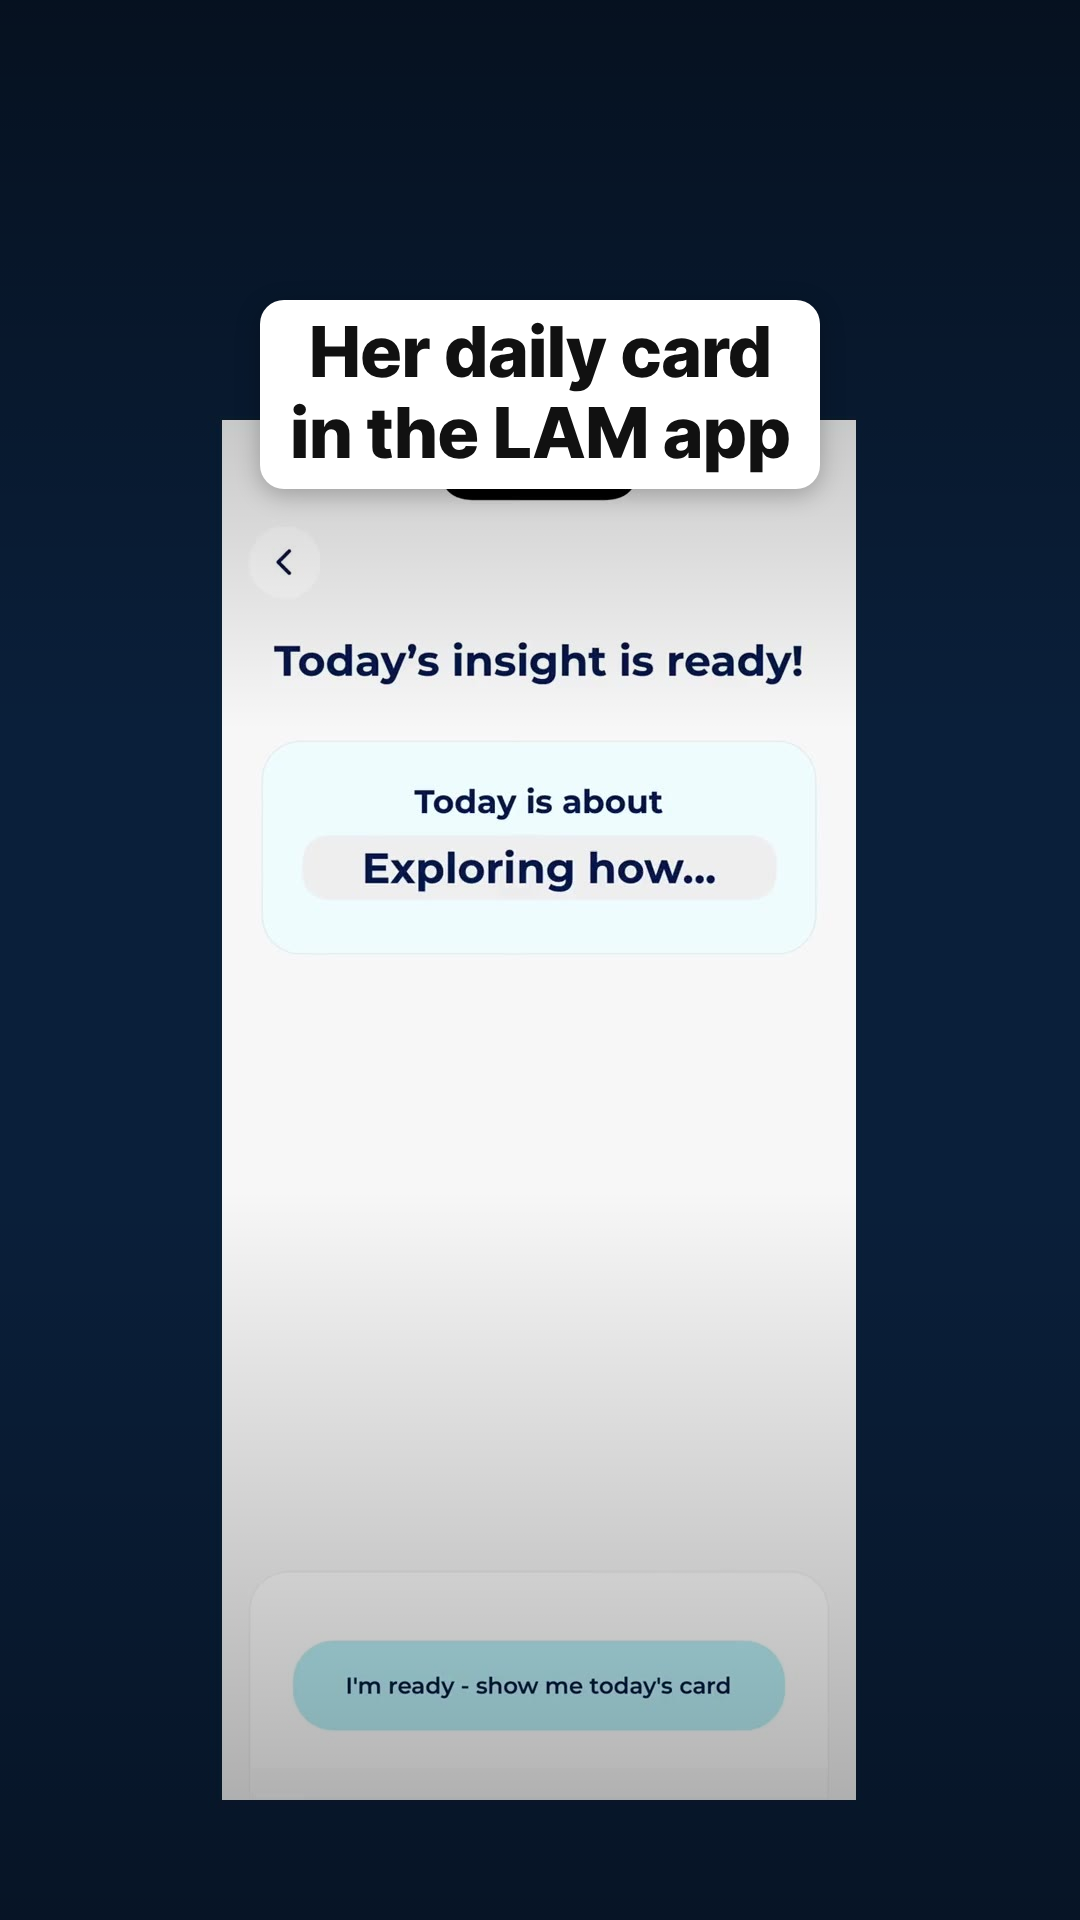 Her daily card
in the LAM app
Today’s insight is ready!
Today is about
Exploring how...
I'm ready - show me today's card